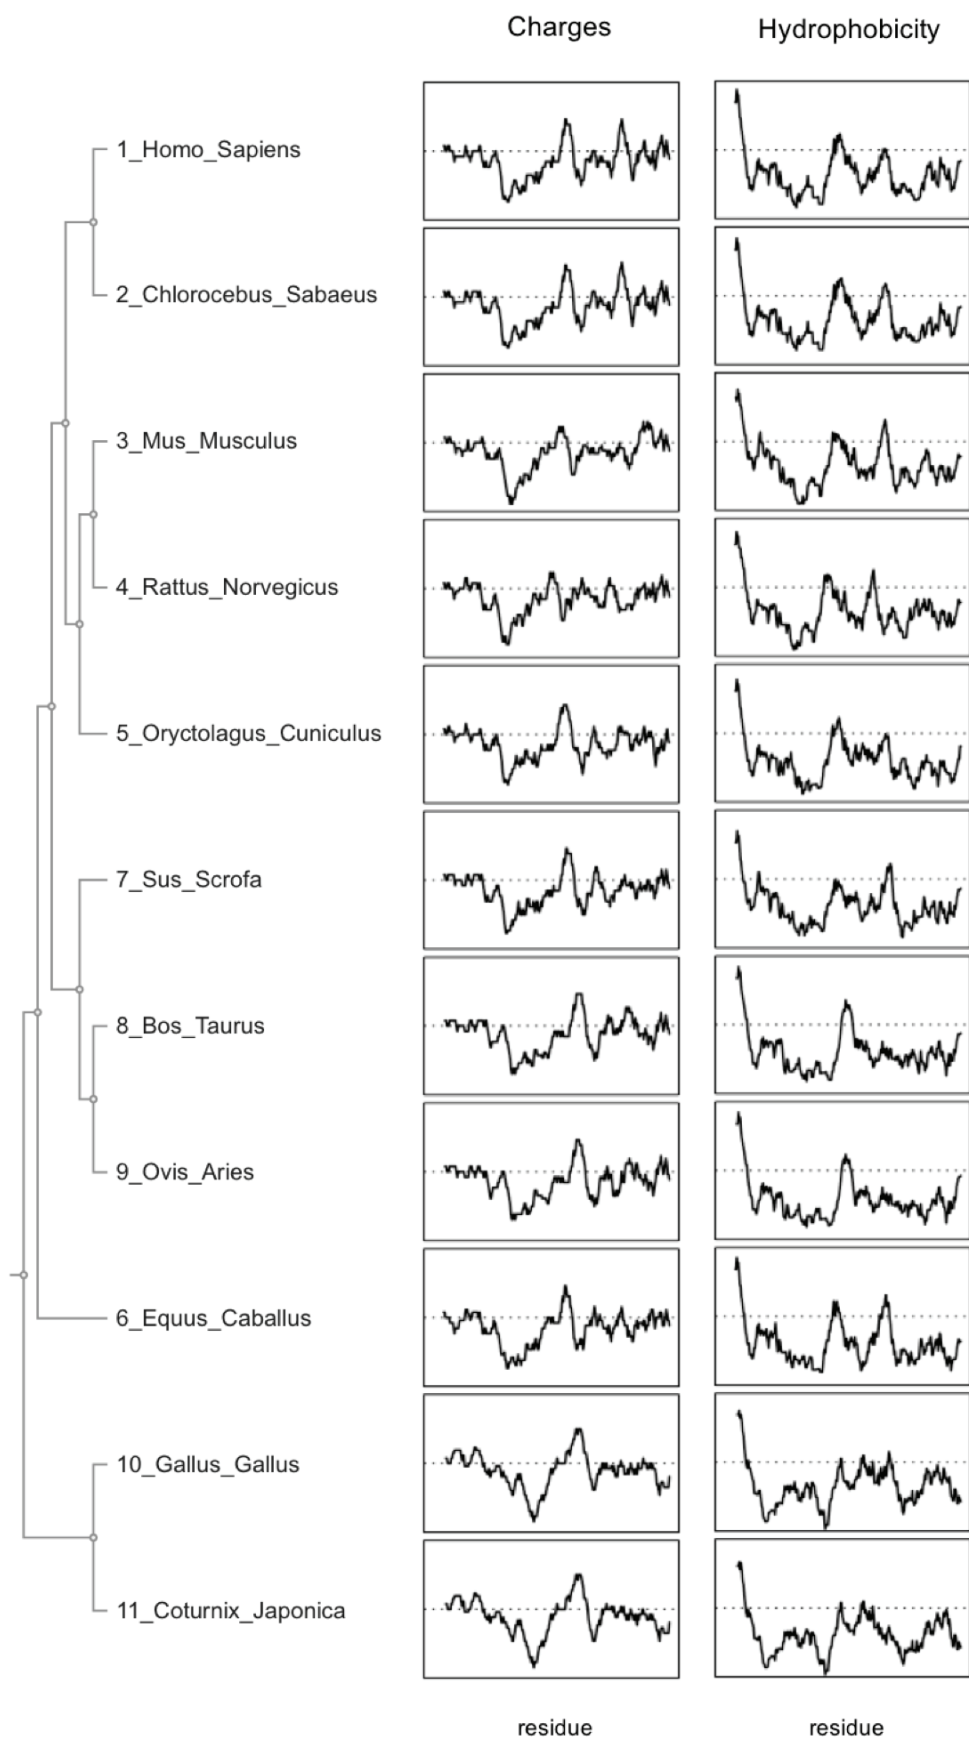 Charges
Hydrophobicity
1_Homo_Sapiens
2_Chlorocebus_Sabaeus
3_Mus_Musculus
4_Rattus_Norvegicus
5_Oryctolagus_Cuniculus
7_Sus_Scrofa
8_Bos_Taurus
9_Ovis_Aries
6_Equus_Caballus
10_Gallus_Gallus
11_Coturnix_Japonica
residue
residue